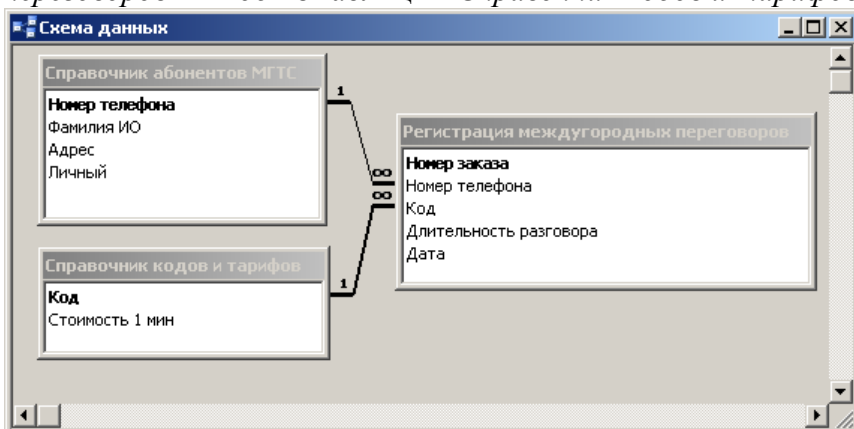 Схема данных
Справочник абонентов МГТС
Номер телефона
Фамилия ИО
Адрес
Личный
1
∞
∞
Регистрация междугородных переговоров
Номер заказа
Номер телефона
Код
Длительность разговора
Дата
Справочник кодов и тарифов
Код
Стоимость 1 мин
1